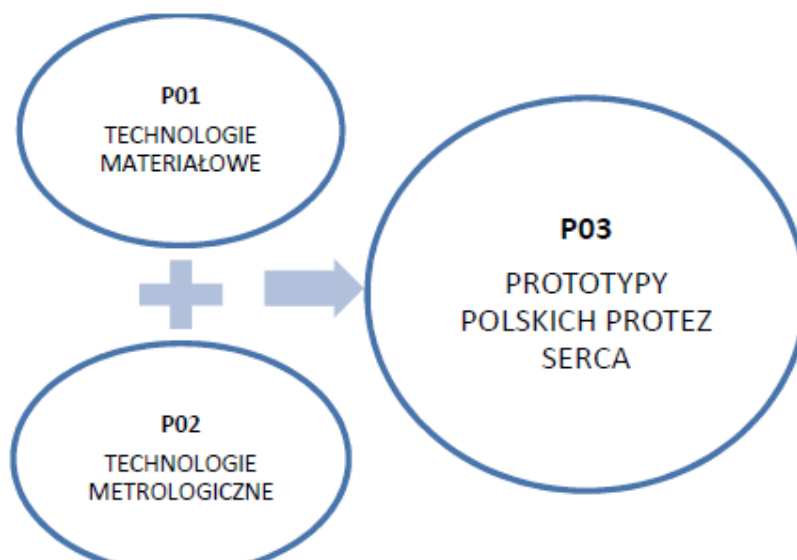 P01
TECHNOLOGIE
MATERIAŁOWE
P02
TECHNOLOGIE
METROLOGICZNE
P03
PROTOTYPY
POLSKICH PROTEZ
SERCA